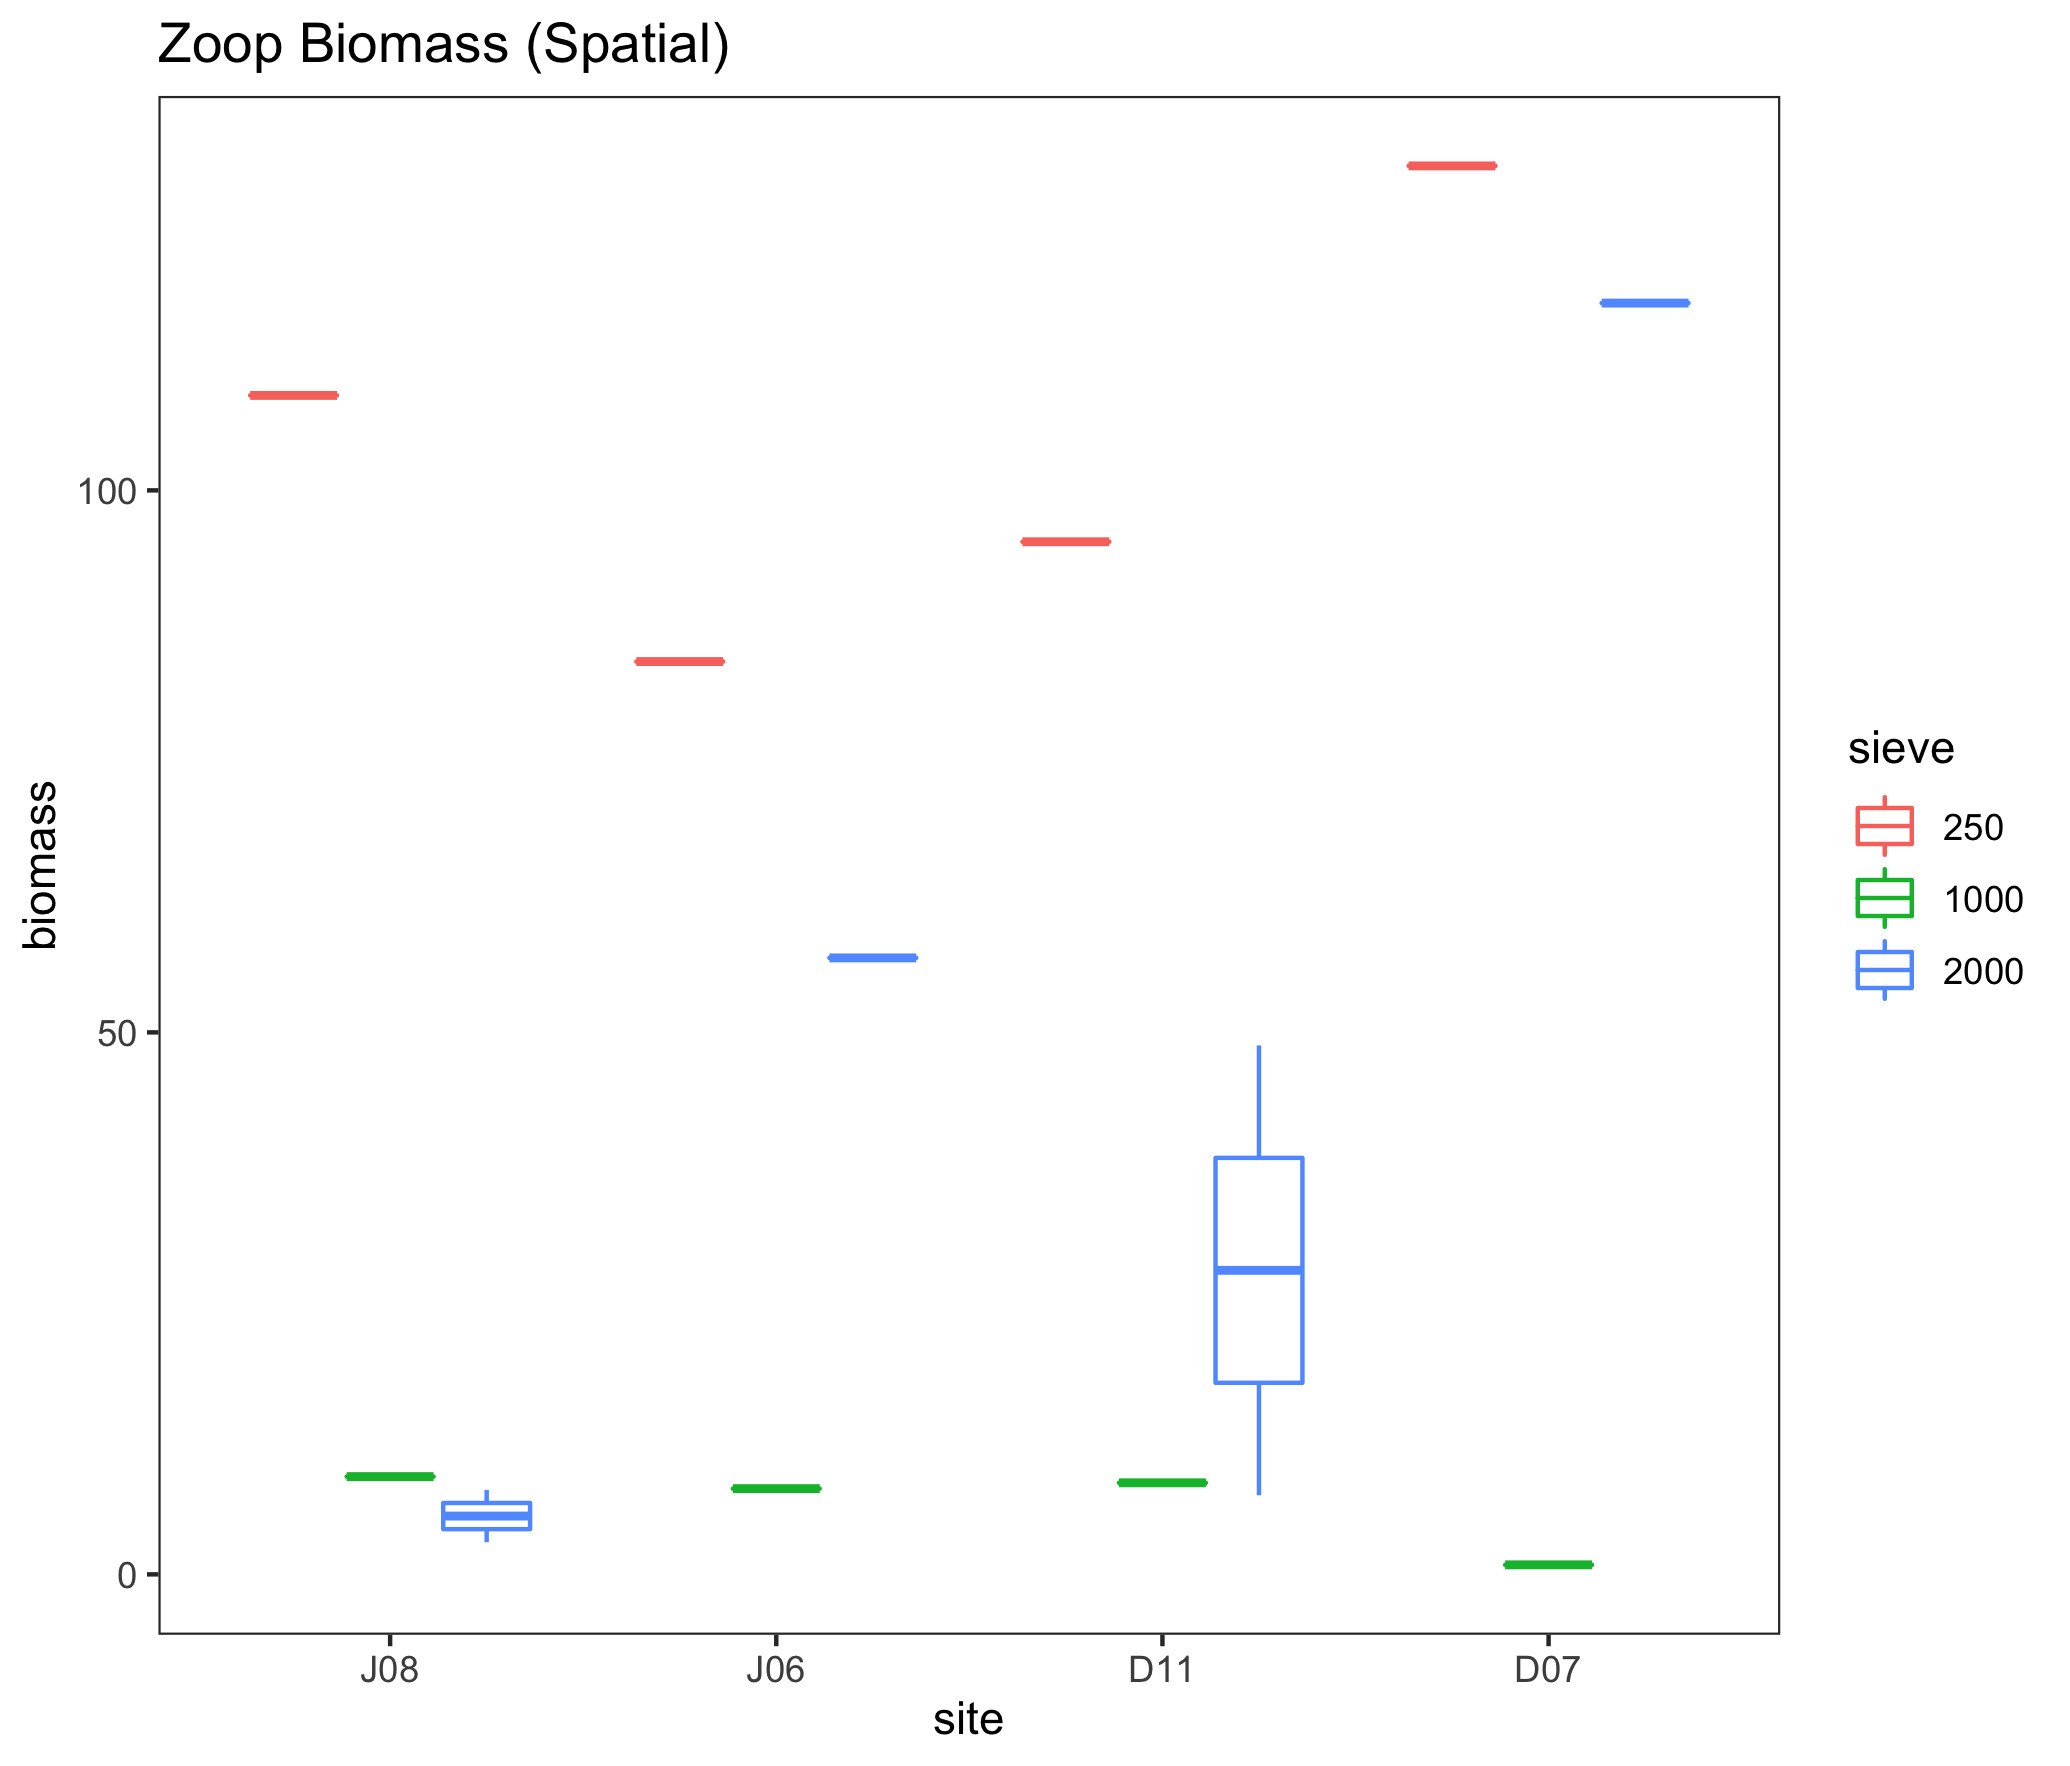 Zoop Biomass (Spatial)
biomass
100
50
0
J08
J06
D11
D07
site
sieve
250
1000
2000